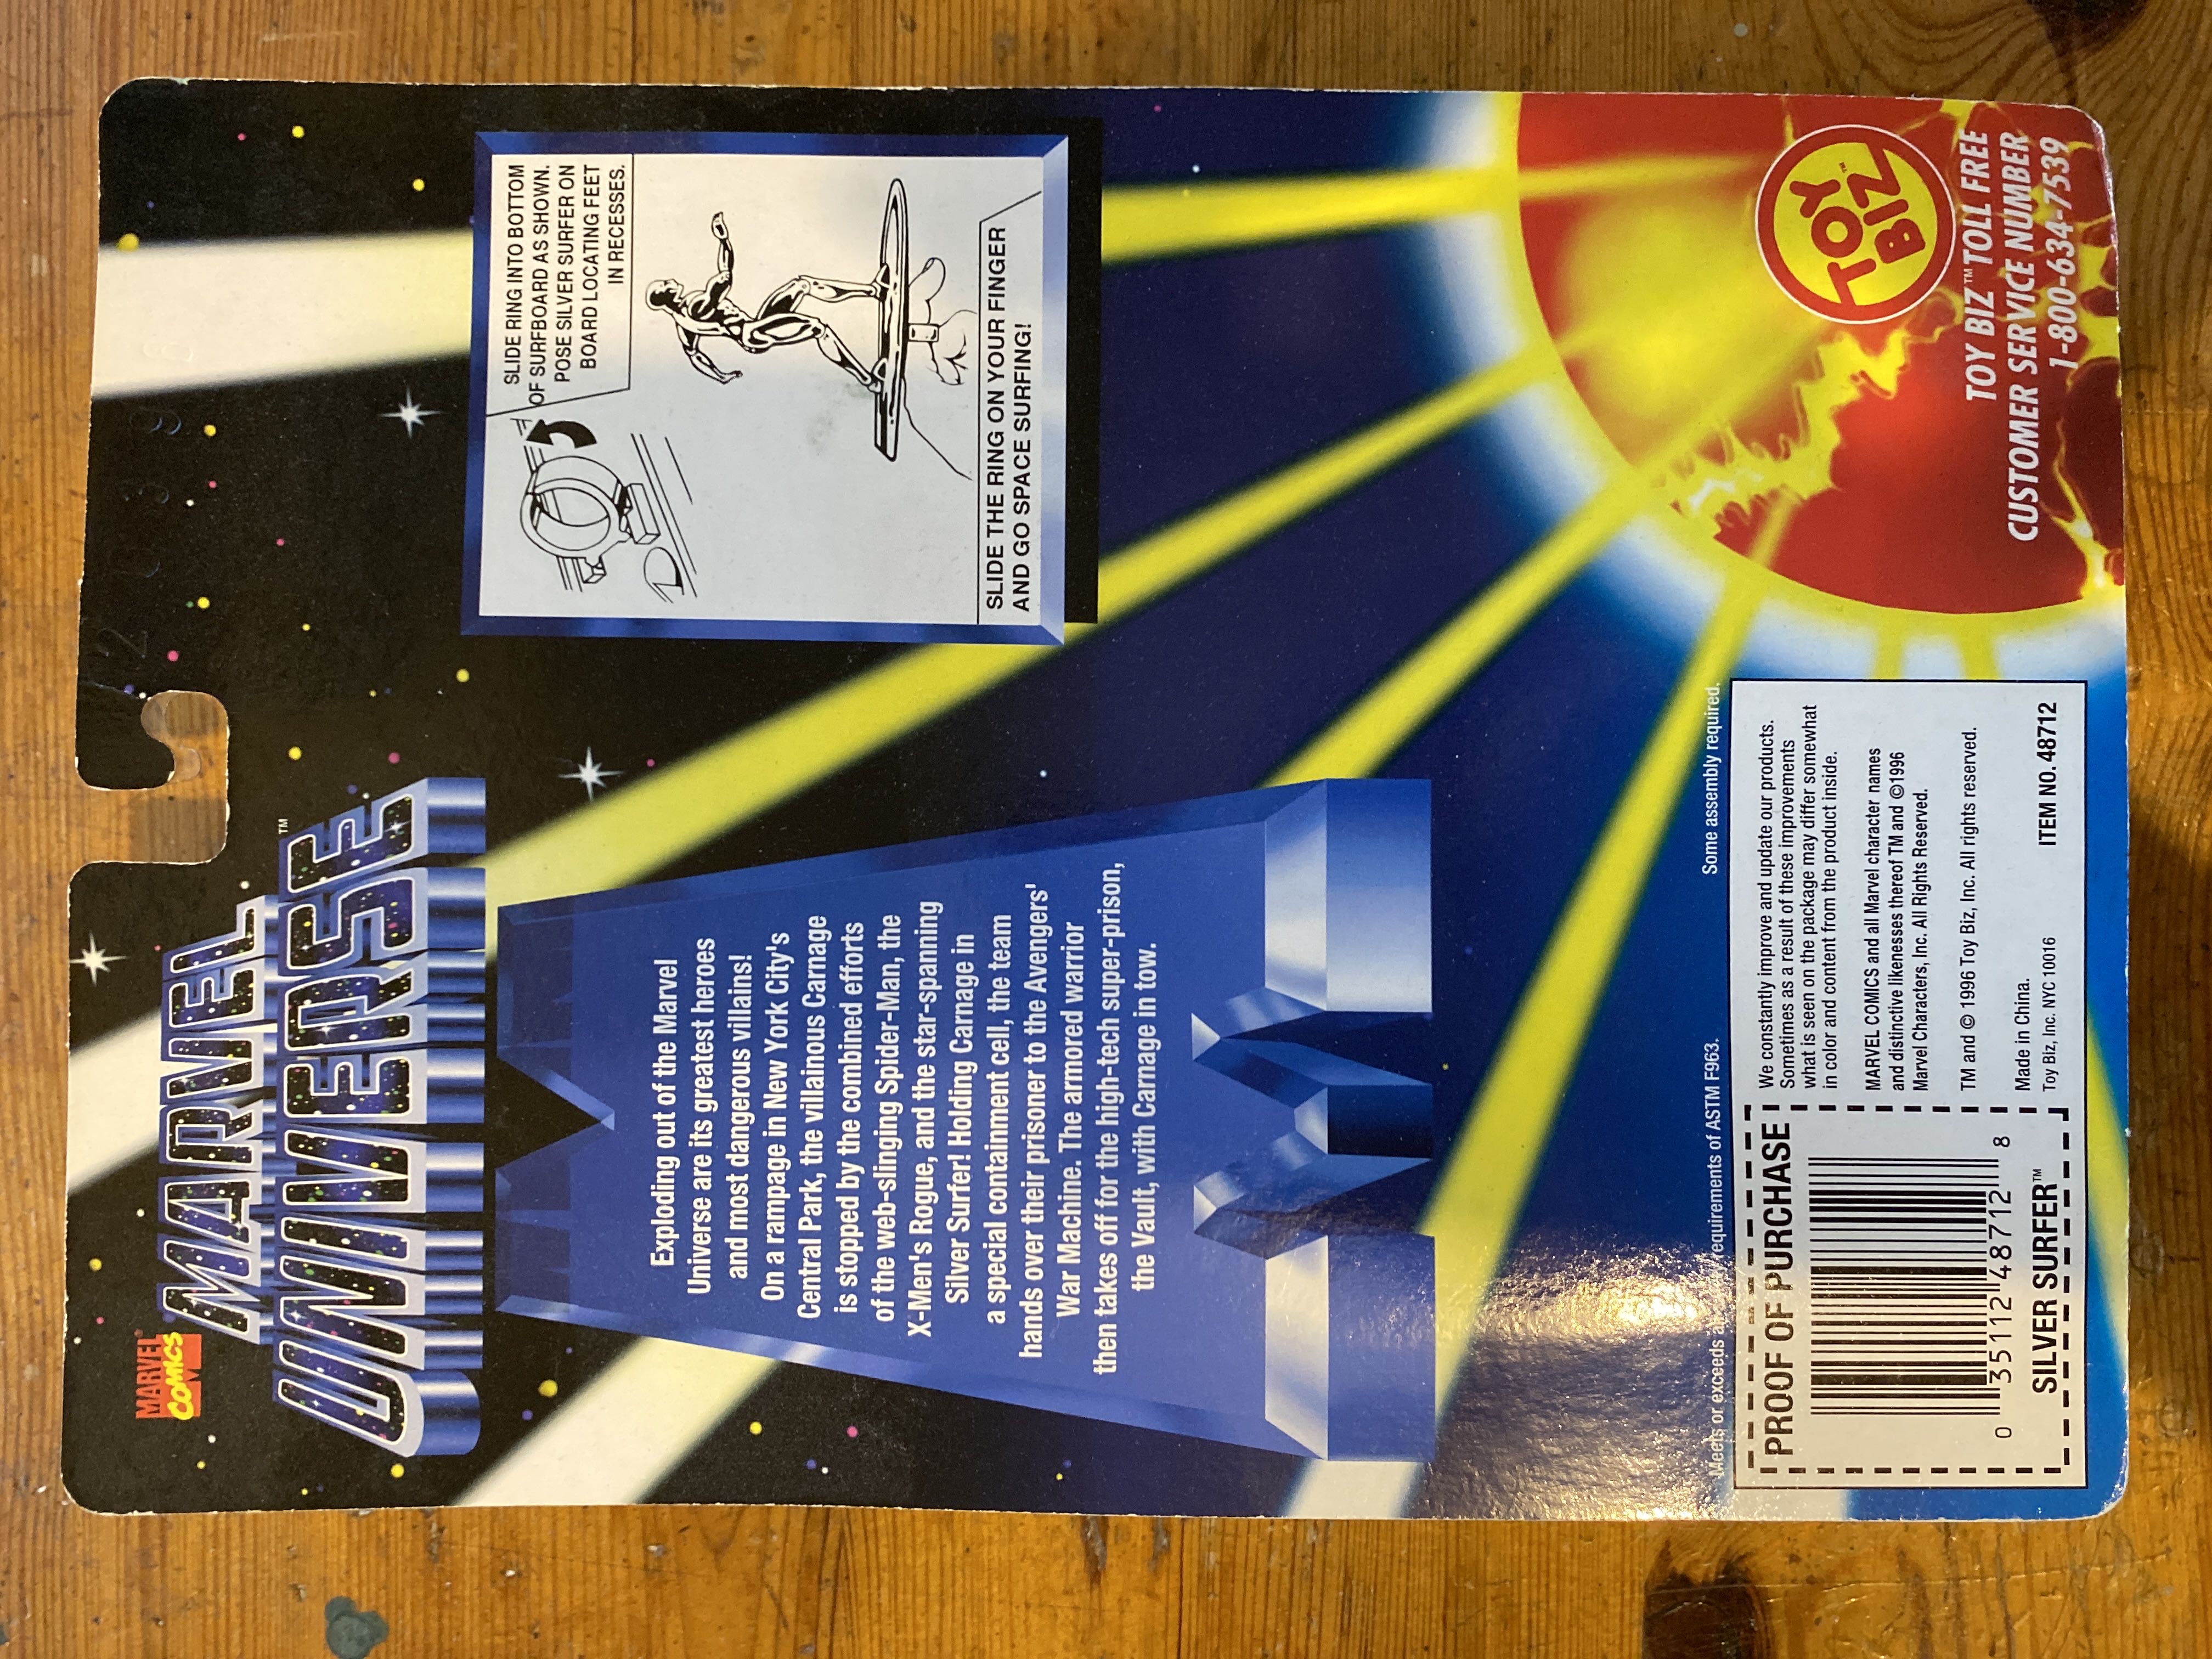 MARVEL
COMICS
MARVEL
UNIVERSE™
Exploding out of the Marvel
Universe are its greatest heroes
and most dangerous villains!
On a rampage in New York City's
Central Park, the villainous Carnage
is stopped by the combined efforts
of the web-slinging Spider-Man, the
X-Men's Rogue, and the star-spanning
Silver Surfer! Holding Carnage in
a special containment cell, the team
hands over their prisoner to the Avengers'
War Machine. The armored warrior
then takes off for the high-tech super-prison,
the Vault, with Carnage in tow.
SLIDE RING INTO BOTTOM
OF SURFBOARD AS SHOWN.
POSE SILVER SURFER ON
BOARD LOCATING FEET
IN RECESSES.
SLIDE THE RING ON YOUR FINGER
AND GO SPACE SURFING!
Meets or exceeds all requirements of ASTM F963.
Some assembly required.
PROOF OF PURCHASE
0 35112 48712 8
SILVER SURFER™
We constantly improve and update our products.
Sometimes as a result of these improvements
what is seen on the package may differ somewhat
in color and content from the product inside.
MARVEL COMICS and all Marvel character names
and distinctive likenesses thereof TM and ©1996
Marvel Characters, Inc. All Rights Reserved.
TM and © 1996 Toy Biz, Inc. All rights reserved.
Made in China.
Toy Biz, Inc. NYC 10016 ITEM NO. 48712
TOY
BIZ™
TOY BIZ™ TOLL FREE
CUSTOMER SERVICE NUMBER
1-800-634-7539